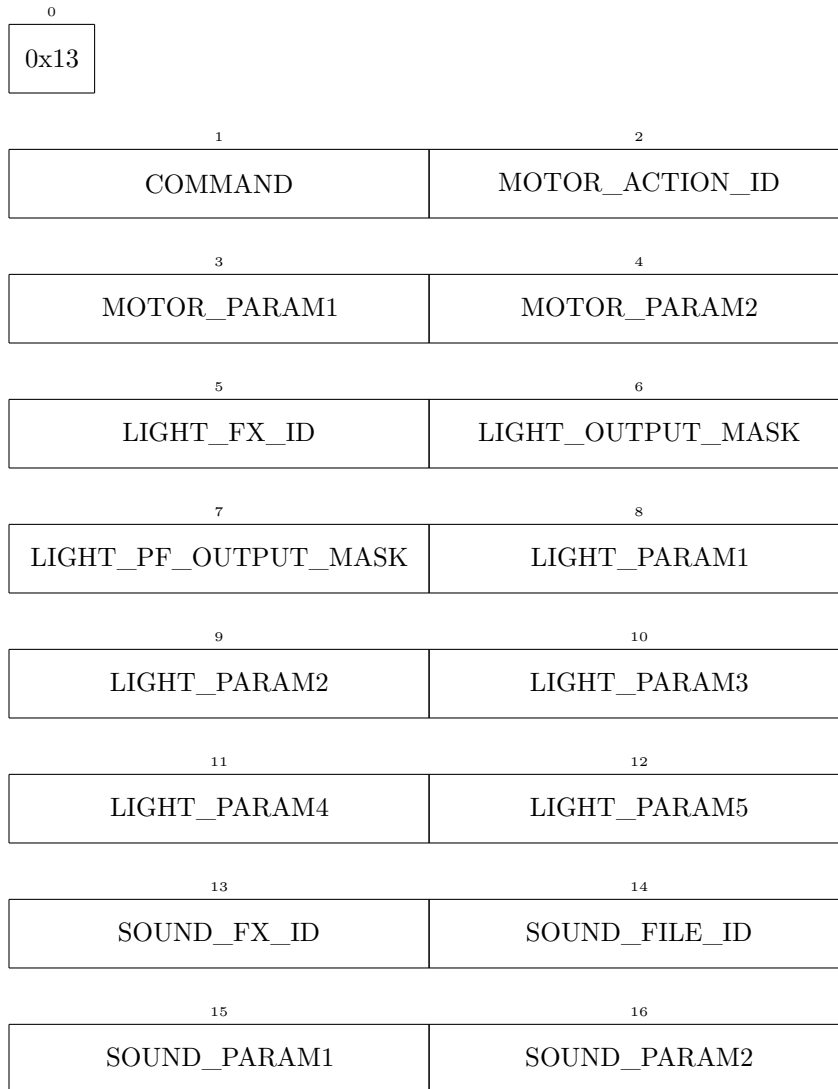 0
0x13
1 2
COMMAND MOTOR_ACTION_ID
3 4
MOTOR_PARAM1 MOTOR_PARAM2
5 6
LIGHT_FX_ID LIGHT_OUTPUT_MASK
7 8
LIGHT_PF_OUTPUT_MASK LIGHT_PARAM1
9 10
LIGHT_PARAM2 LIGHT_PARAM3
11 12
LIGHT_PARAM4 LIGHT_PARAM5
13 14
SOUND_FX_ID SOUND_FILE_ID
15 16
SOUND_PARAM1 SOUND_PARAM2